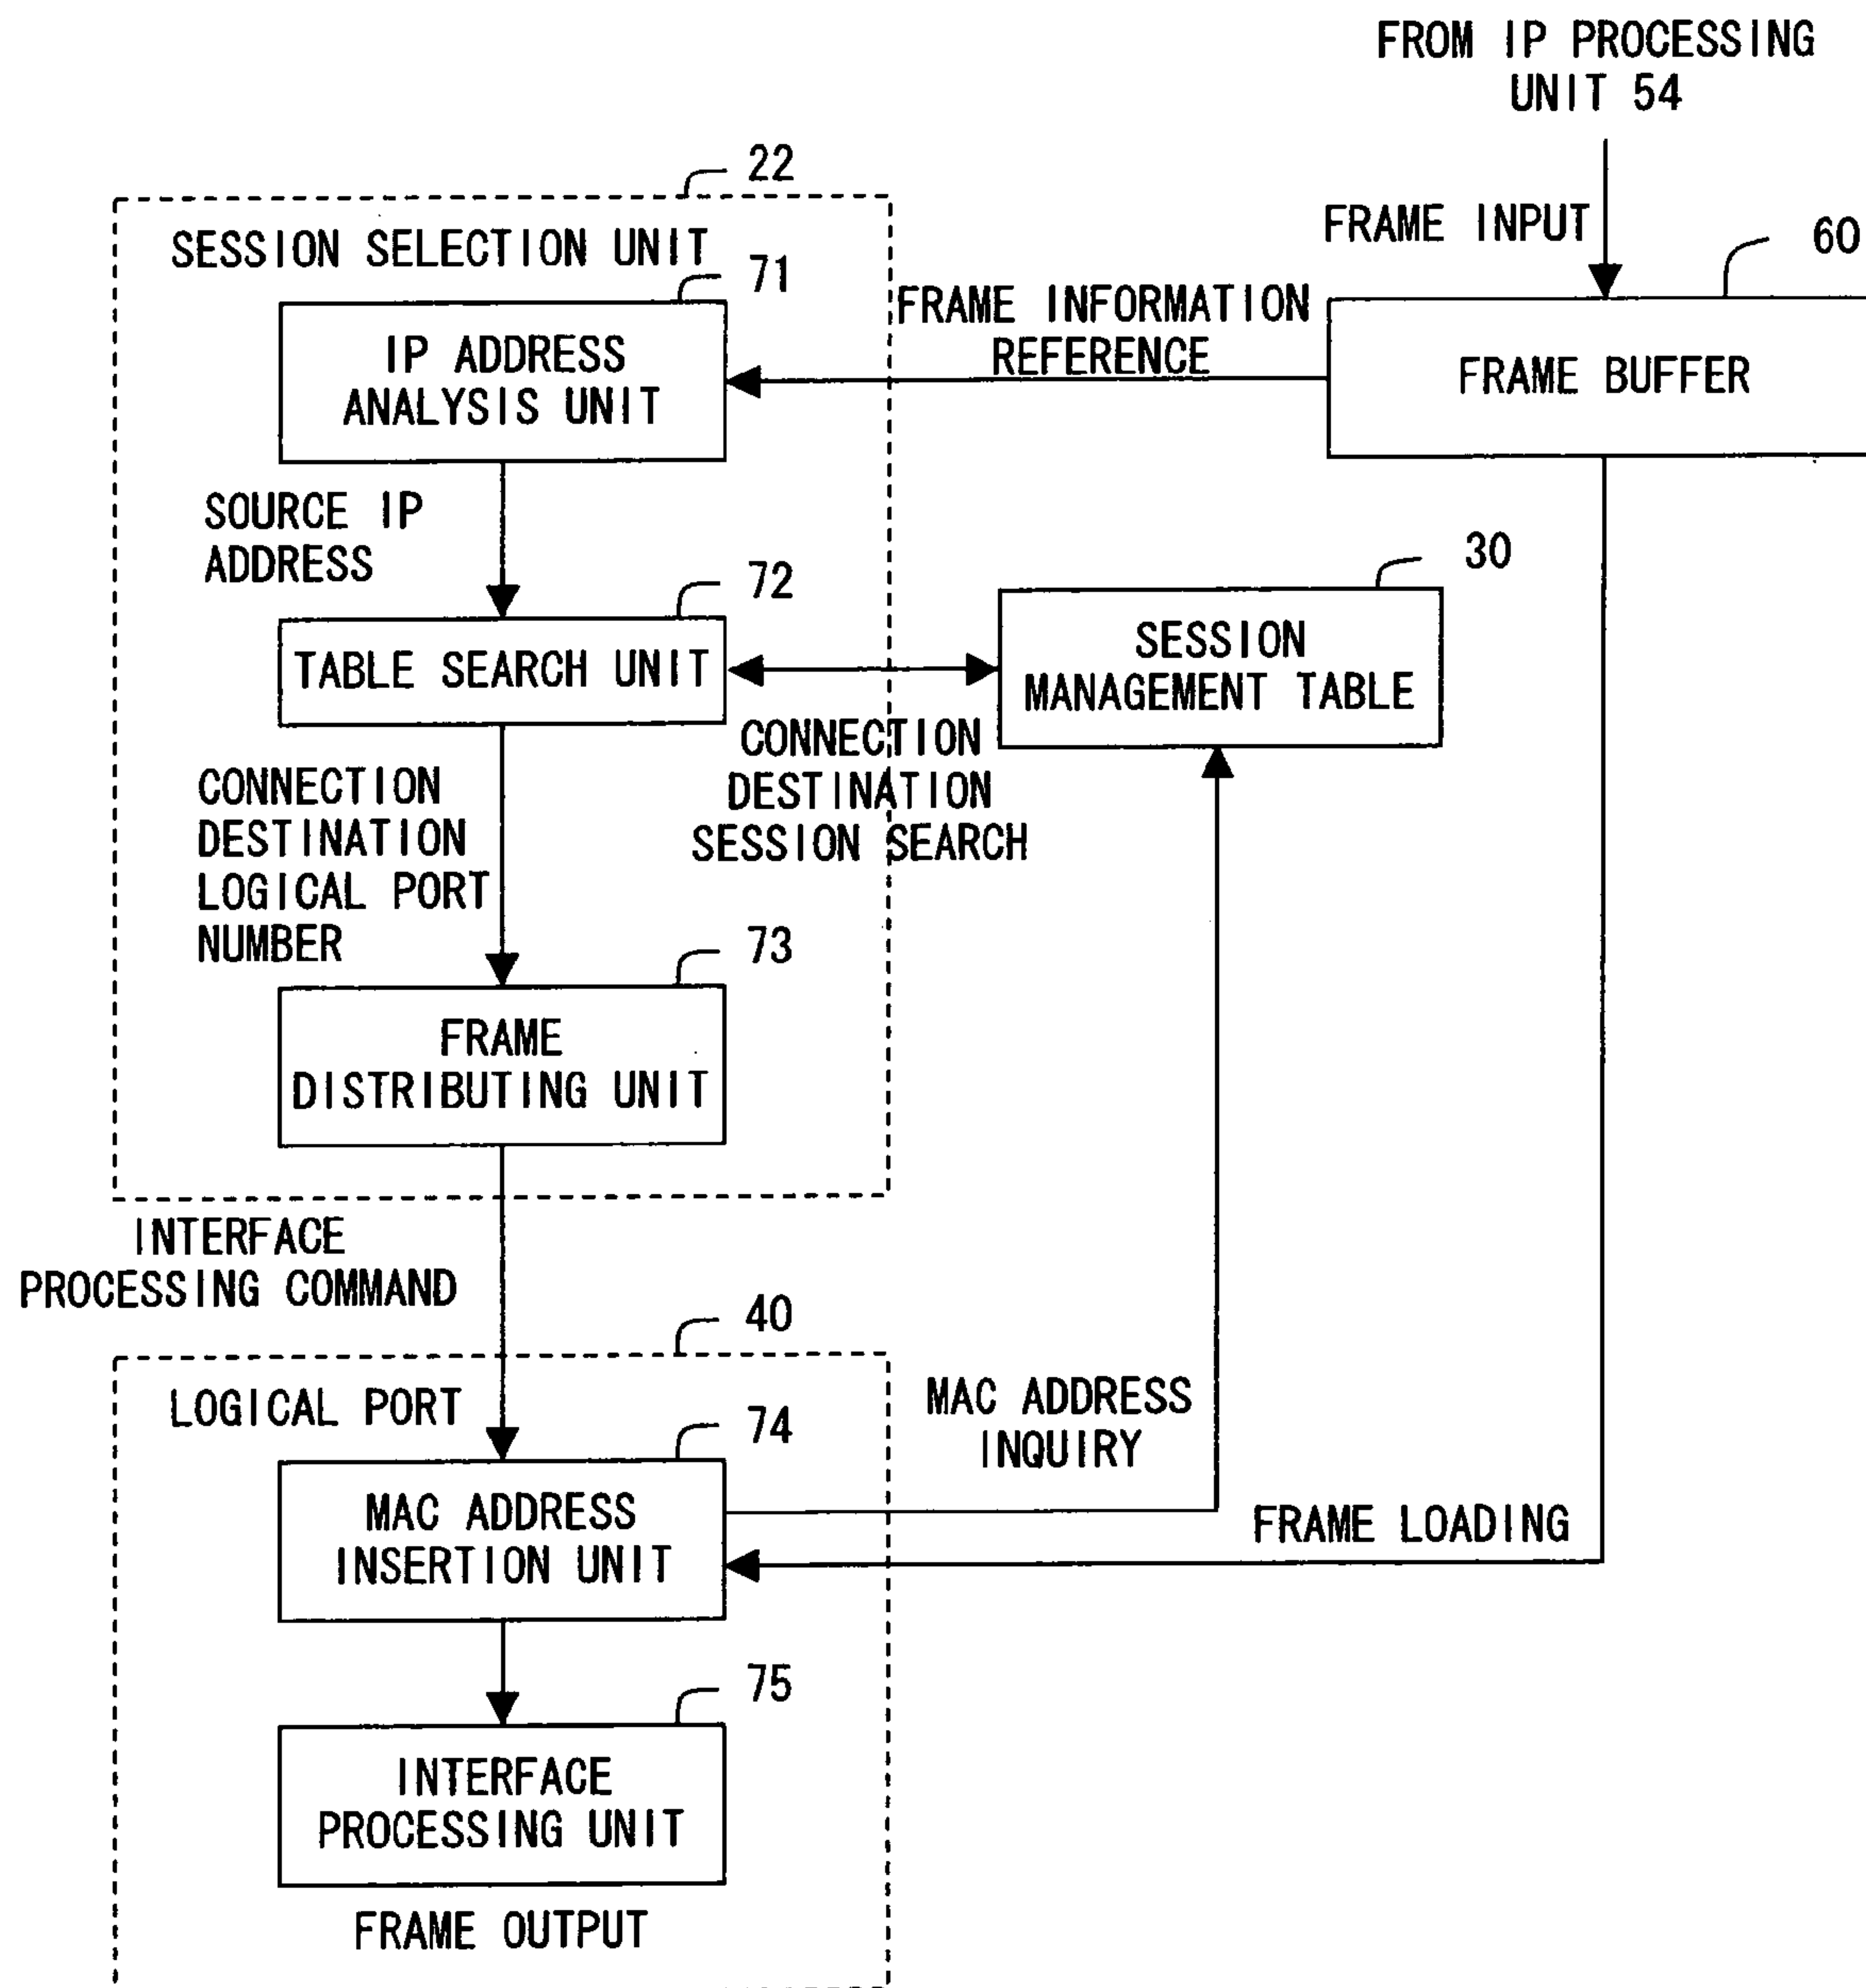 FROM IP PROCESSING
UNIT 54
22
FRAME INPUT
60
SESSION SELECTION UNIT
71
FRAME INFORMATION
REFERENCE
IP ADDRESS
ANALYSIS UNIT
FRAME BUFFER
SOURCE IP
ADDRESS
72
30
TABLE SEARCH UNIT
SESSION
MANAGEMENT TABLE
CONNECTION
DESTINATION
SESSION SEARCH
CONNECTION
DESTINATION
LOGICAL PORT
NUMBER
73
FRAME
DISTRIBUTING UNIT
INTERFACE
PROCESSING COMMAND
40
LOGICAL PORT
74
MAC ADDRESS
INQUIRY
MAC ADDRESS
INSERTION UNIT
FRAME LOADING
75
INTERFACE
PROCESSING UNIT
FRAME OUTPUT